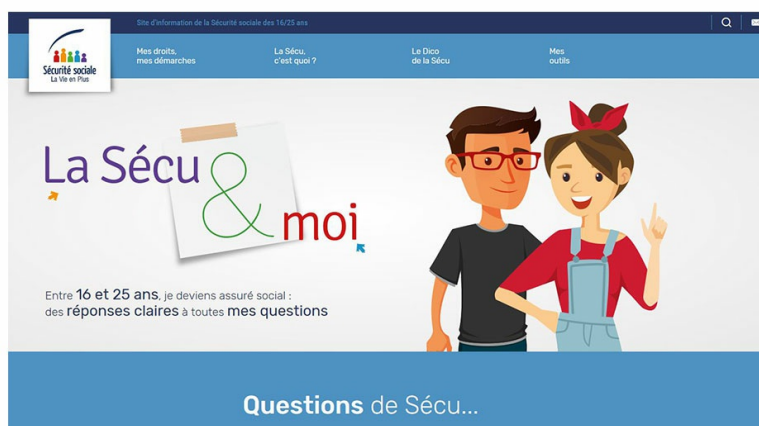 Site d'information de la Sécurité sociale des 16/25 ans
Sécurité sociale
La Vie en Plus
Mes droits,
mes démarches
La Sécu,
c'est quoi ?
Le Dico
de la Sécu
Mes
outils
La Sécu
&
moi
Entre 16 et 25 ans, je deviens assuré social :
des réponses claires à toutes mes questions
Questions de Sécu...